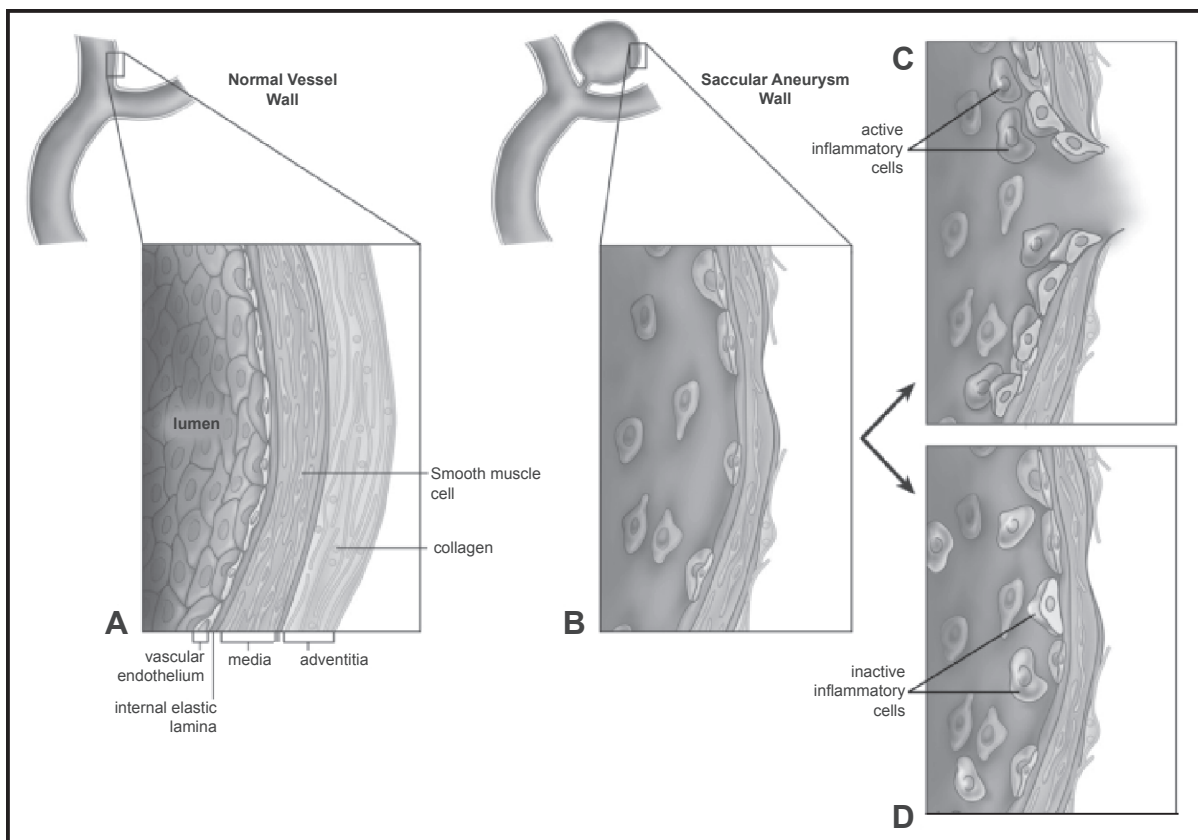 Normal Vessel
Wall
Saccular Aneurysm
Wall
C
active
inflammatory
cells
lumen
Smooth muscle
cell
collagen
A
B
vascular
endothelium
media
adventitia
internal elastic
lamina
inactive
inflammatory
cells
D